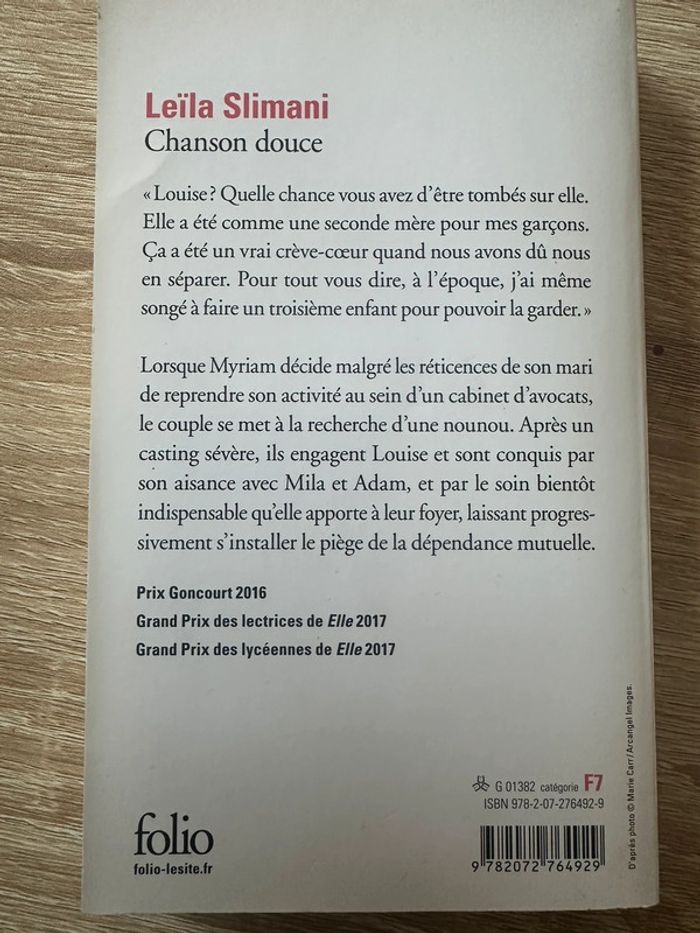 Leïla Slimani
Chanson douce
« Louise? Quelle chance vous avez d’être tombés sur elle.
Elle a été comme une seconde mère pour mes garçons.
Ça a été un vrai crève-cœur quand nous avons dû nous
en séparer. Pour tout vous dire, à l’époque, j’ai même
songé à faire un troisième enfant pour pouvoir la garder. »
Lorsque Myriam décide malgré les réticences de son mari
de reprendre son activité au sein d’un cabinet d’avocats,
le couple se met à la recherche d’une nounou. Après un
casting sévère, ils engagent Louise et sont conquis par
son aisance avec Mila et Adam, et par le soin bientôt
indispensable qu’elle apporte à leur foyer, laissant progres-
sivement s’installer le piège de la dépendance mutuelle.
Prix Goncourt 2016
Grand Prix des lectrices de Elle 2017
Grand Prix des lycéennes de Elle 2017
G 01382 catégorie F7
ISBN 978-2-07-276492-9
folio
folio-lesite.fr
9 782072 764929
D’après photo © Marie Carr / Arcangel Images.